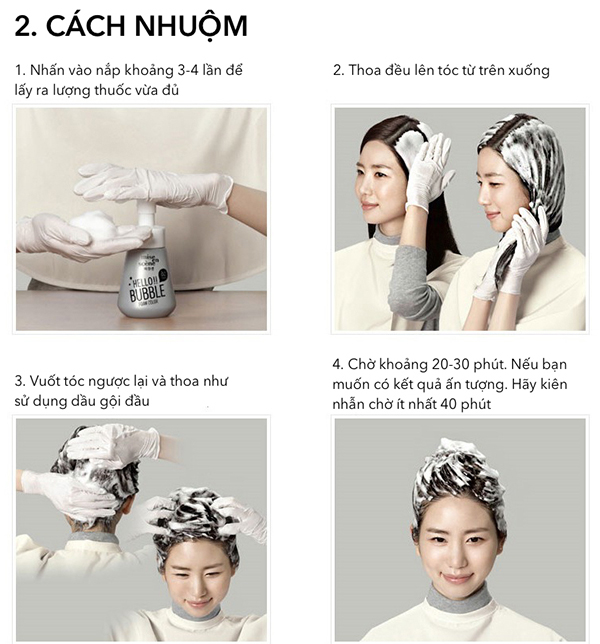 2. CÁCH NHUỘM
1. Nhấn vào nắp khoảng 3-4 lần để
lấy ra lượng thuốc vừa đủ
2. Thoa đều lên tóc từ trên xuống
HELLO!!
BUBBLE
3. Vuốt tóc ngược lại và thoa như
sử dụng dầu gội đầu
4. Chờ khoảng 20-30 phút. Nếu bạn
muốn có kết quả ấn tượng. Hãy kiên
nhẫn chờ ít nhất 40 phút